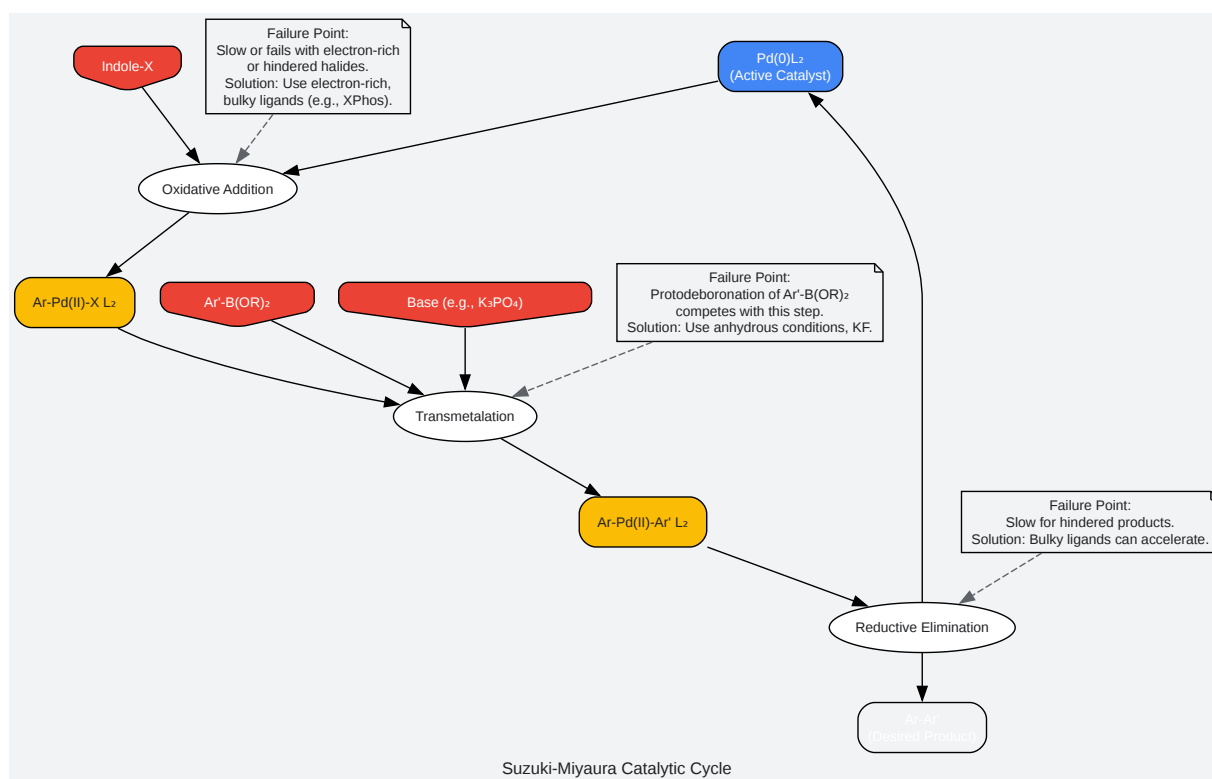 Failure Point:
Slow or fails with electron-rich
or hindered halides.
Solution: Use electron-rich,
bulky ligands (e.g., XPhos).
Indole-X
Pd(0)L₂
(Active Catalyst)
Oxidative Addition
Ar-Pd(II)-X L₂
Ar'-B(OR)₂
Base (e.g., K₃PO₄)
Failure Point:
Protodeboronation of Ar'-B(OR)₂
competes with this step.
Solution: Use anhydrous conditions, KF.
Transmetalation
Ar-Pd(II)-Ar' L₂
Failure Point:
Slow for hindered products.
Solution: Bulky ligands can accelerate.
Reductive Elimination
Ar-Ar'
(Desired Product)
Suzuki-Miyaura Catalytic Cycle